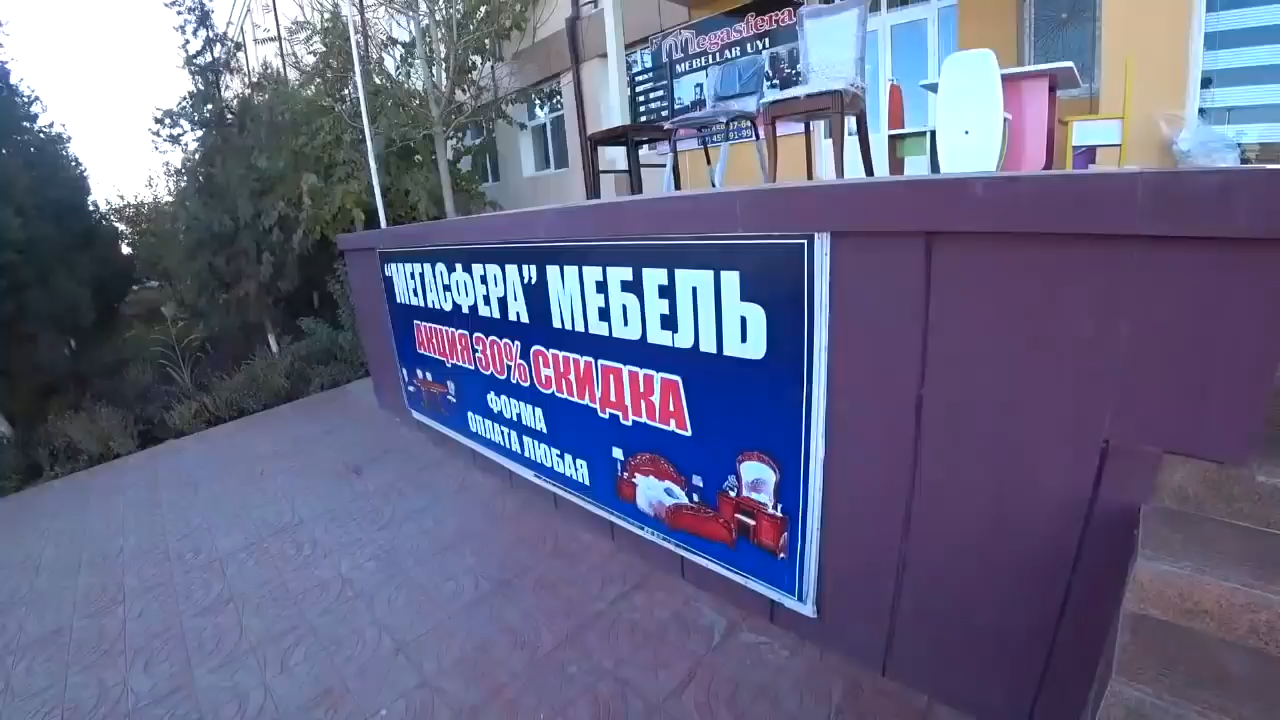 Megasfera
MEBELLAR UYI
"МЕГАСФЕРА" МЕБЕЛЬ
АКЦИЯ 30% СКИДКА
ФОРМА
ОПЛАТА ЛЮБАЯ